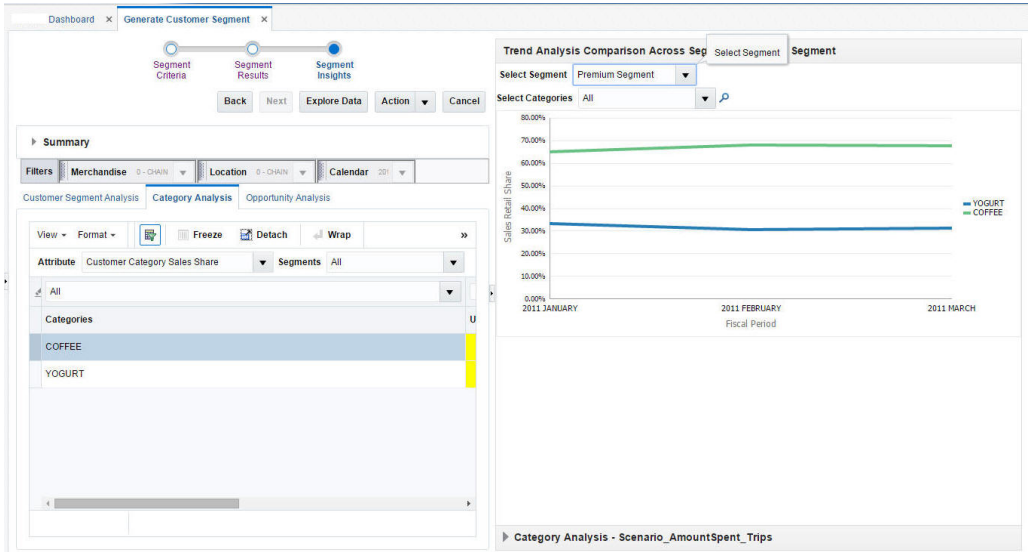 Dashboard × Generate Customer Segment ×
Segment Criteria
Segment Results
Segment Insights
Back Next Explore Data Action Cancel
Summary
Filters Merchandise 0 - CHAIN Location 0 - CHAIN Calendar 201
Customer Segment Analysis Category Analysis Opportunity Analysis
View Format Freeze Detach Wrap »
Attribute Customer Category Sales Share Segments All
All
Categories U
COFFEE
YOGURT
Trend Analysis Comparison Across Seg Segment
Select Segment
Select Segment Premium Segment
Select Categories All
80.00%
70.00%
60.00%
50.00%
40.00%
30.00%
20.00%
10.00%
0.00%
Sales Retail Share
YOGURT
COFFEE
2011 JANUARY 2011 FEBRUARY 2011 MARCH
Fiscal Period
Category Analysis - Scenario_AmountSpent_Trips